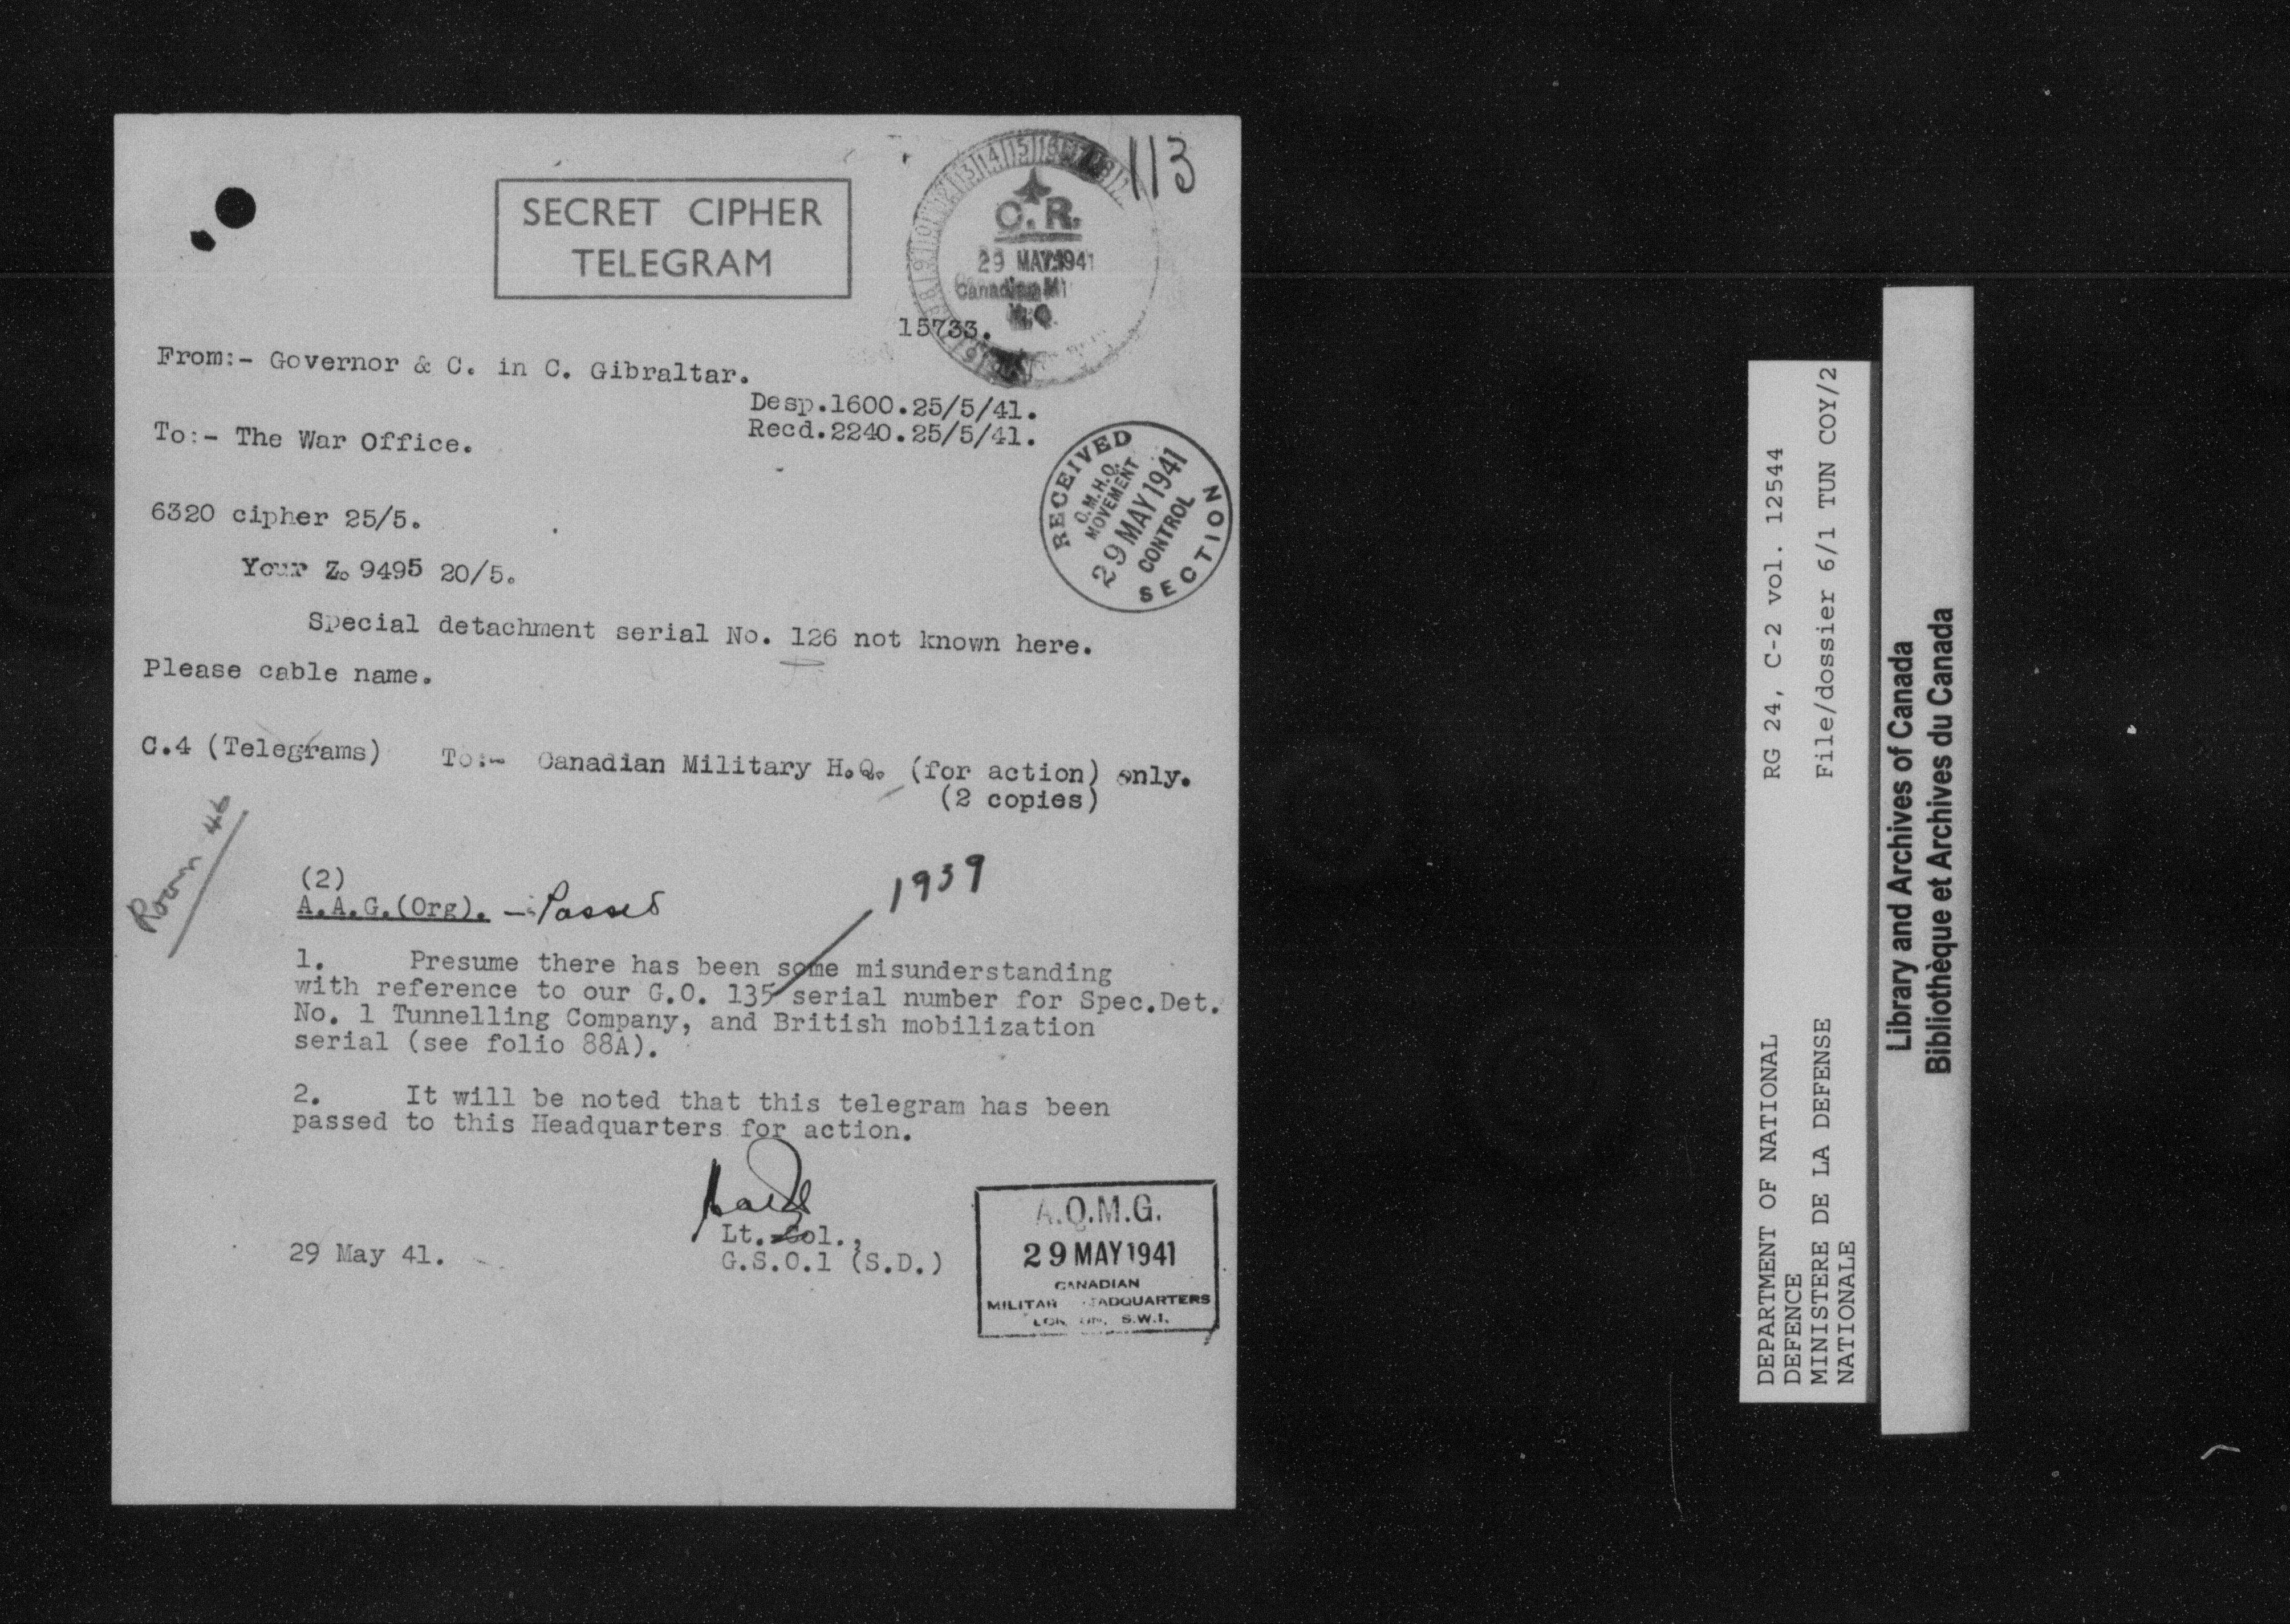 113
SECRET CIPHER
TELEGRAM
C.R.
29 MAY 1941
Canadian Mi
H.Q.
15733.
From:- Governor & C. in C. Gibraltar.
Desp.1600.25/5/41.
To:- The War Office.
Recd.2240.25/5/41.
RECEIVED
C.M.H.Q.
MOVEMENT
29 MAY 1941
CONTROL
SECTION
6320 cipher 25/5.
Your Z. 9495 20/5.
Special detachment serial No. 126 not known here.
Please cable name.
C.4 (Telegrams) To:- Canadian Military H.Q. (for action) only.
(2 copies)
Room 46
(2)
A.A.G.(Org). - Passed
1939
1. Presume there has been some misunderstanding
with reference to our G.O. 135 serial number for Spec.Det.
No. 1 Tunnelling Company, and British mobilization
serial (see folio 88A).
2. It will be noted that this telegram has been
passed to this Headquarters for action.
Lt. Col.,
29 May 41.
G.S.O.1 (S.D.)
A.Q.M.G.
29 MAY 1941
CANADIAN
MILITAR EADQUARTERS
LON ON, S.W.1.
DEPARTMENT OF NATIONAL
DEFENCE
MINISTERE DE LA DEFENSE
NATIONALE
RG 24, C-2 vol. 12544
File/dossier 6/1 TUN COY/2
Library and Archives of Canada
Bibliothèque et Archives du Canada